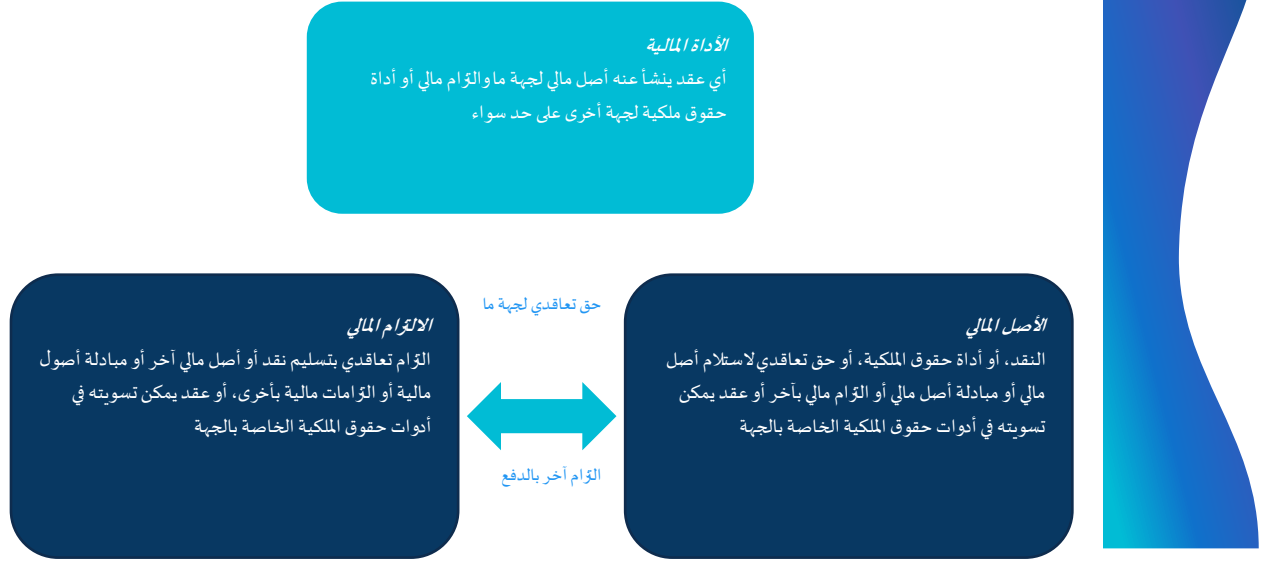 الأداة المالية
أي عقد ينشأ عنه أصل مالي لجهة ما والتزام مالي أو أداة
حقوق ملكية لجهة أخرى على حد سواء
الأصل المالي
النقد، أو أداة حقوق الملكية، أو حق تعاقدي لاستلام أصل
مالي أو مبادلة أصل مالي أو التزام مالي بآخر أو عقد يمكن
تسويته في أدوات حقوق الملكية الخاصة بالجهة
حق تعاقدي لجهة ما
التزام آخر بالدفع
الالتزام المالي
التزام تعاقدي بتسليم نقد أو أصل مالي آخر أو مبادلة أصول
مالية أو التزامات مالية بأخرى، أو عقد يمكن تسويته في
أدوات حقوق الملكية الخاصة بالجهة